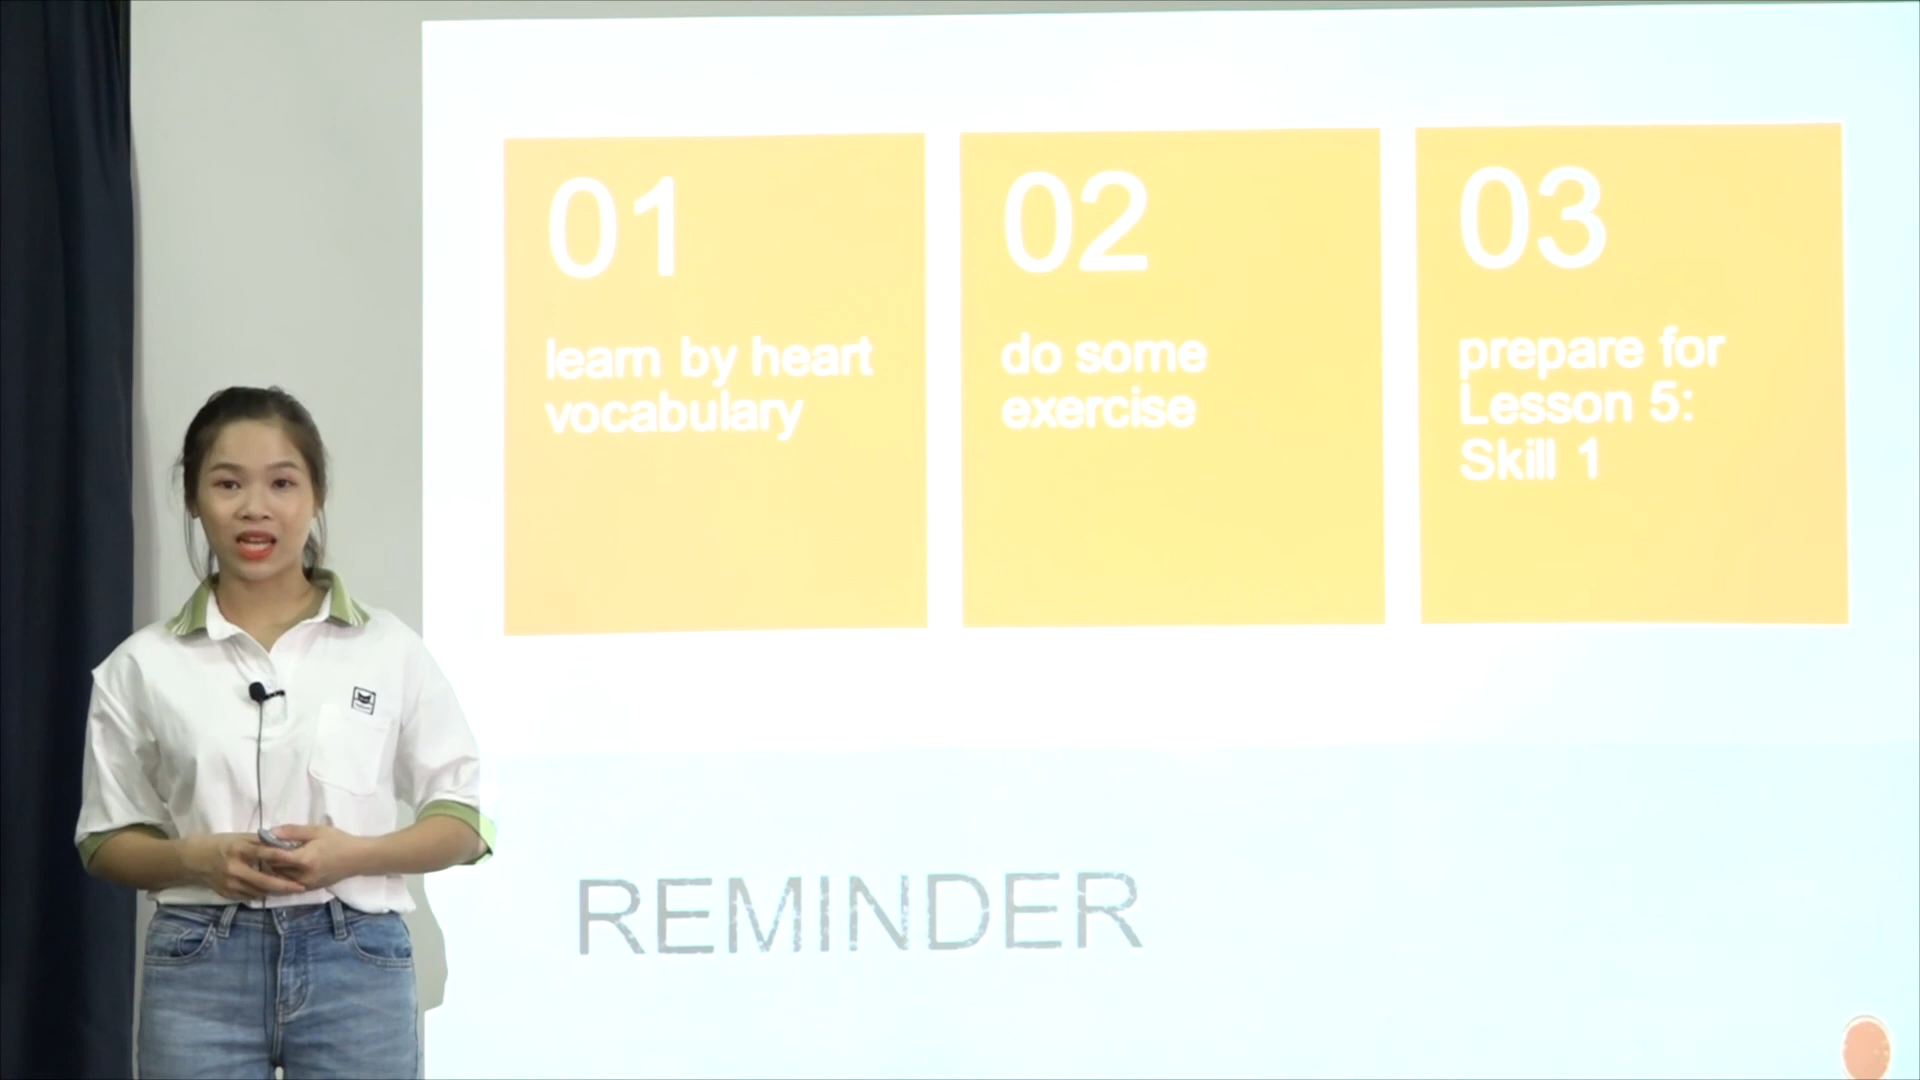 01
learn by heart
vocabulary
02
do some
exercise
03
prepare for
Lesson 5:
Skill 1
REMINDER